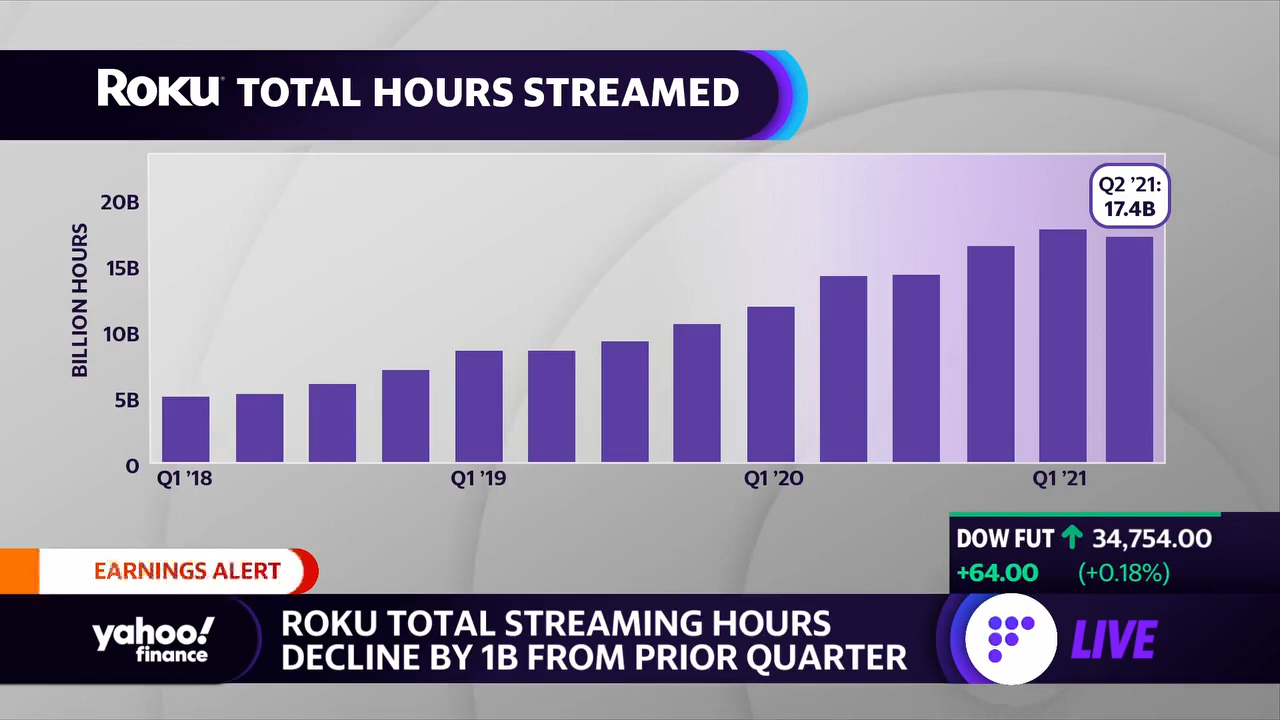 ROKU TOTAL HOURS STREAMED
Q2 ’21:
17.4B
20B
15B
10B
5B
0
BILLION HOURS
Q1 ’18
Q1 ’19
Q1 ’20
Q1 ’21
DOW FUT 34,754.00
+64.00 (+0.18%)
EARNINGS ALERT
yahoo!
finance
ROKU TOTAL STREAMING HOURS
DECLINE BY 1B FROM PRIOR QUARTER
LIVE